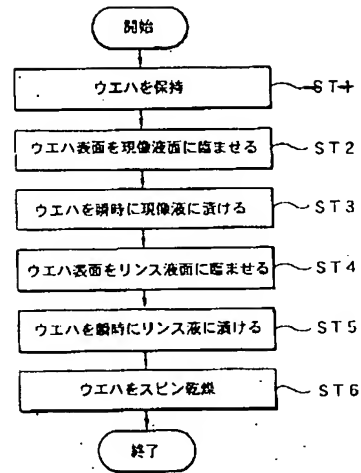 開始
ウエハを保持 ST1
ウエハ表面を現像液面に臨ませる ST2
ウエハを瞬時に現像液に漬ける ST3
ウエハ表面をリンス液面に臨ませる ST4
ウエハを瞬時にリンス液に漬ける ST5
ウエハをスピン乾燥 ST6
終了